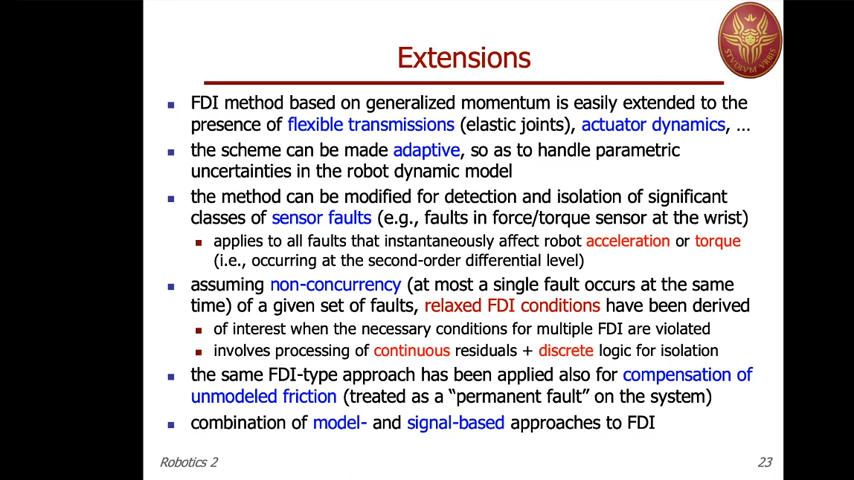 Extensions
STVDIVM VRBIS
FDI method based on generalized momentum is easily extended to the
presence of flexible transmissions (elastic joints), actuator dynamics, ...
the scheme can be made adaptive, so as to handle parametric
uncertainties in the robot dynamic model
the method can be modified for detection and isolation of significant
classes of sensor faults (e.g., faults in force/torque sensor at the wrist)
applies to all faults that instantaneously affect robot acceleration or torque
(i.e., occurring at the second-order differential level)
assuming non-concurrency (at most a single fault occurs at the same
time) of a given set of faults, relaxed FDI conditions have been derived
of interest when the necessary conditions for multiple FDI are violated
involves processing of continuous residuals + discrete logic for isolation
the same FDI-type approach has been applied also for compensation of
unmodeled friction (treated as a “permanent fault” on the system)
combination of model- and signal-based approaches to FDI
Robotics 2
23